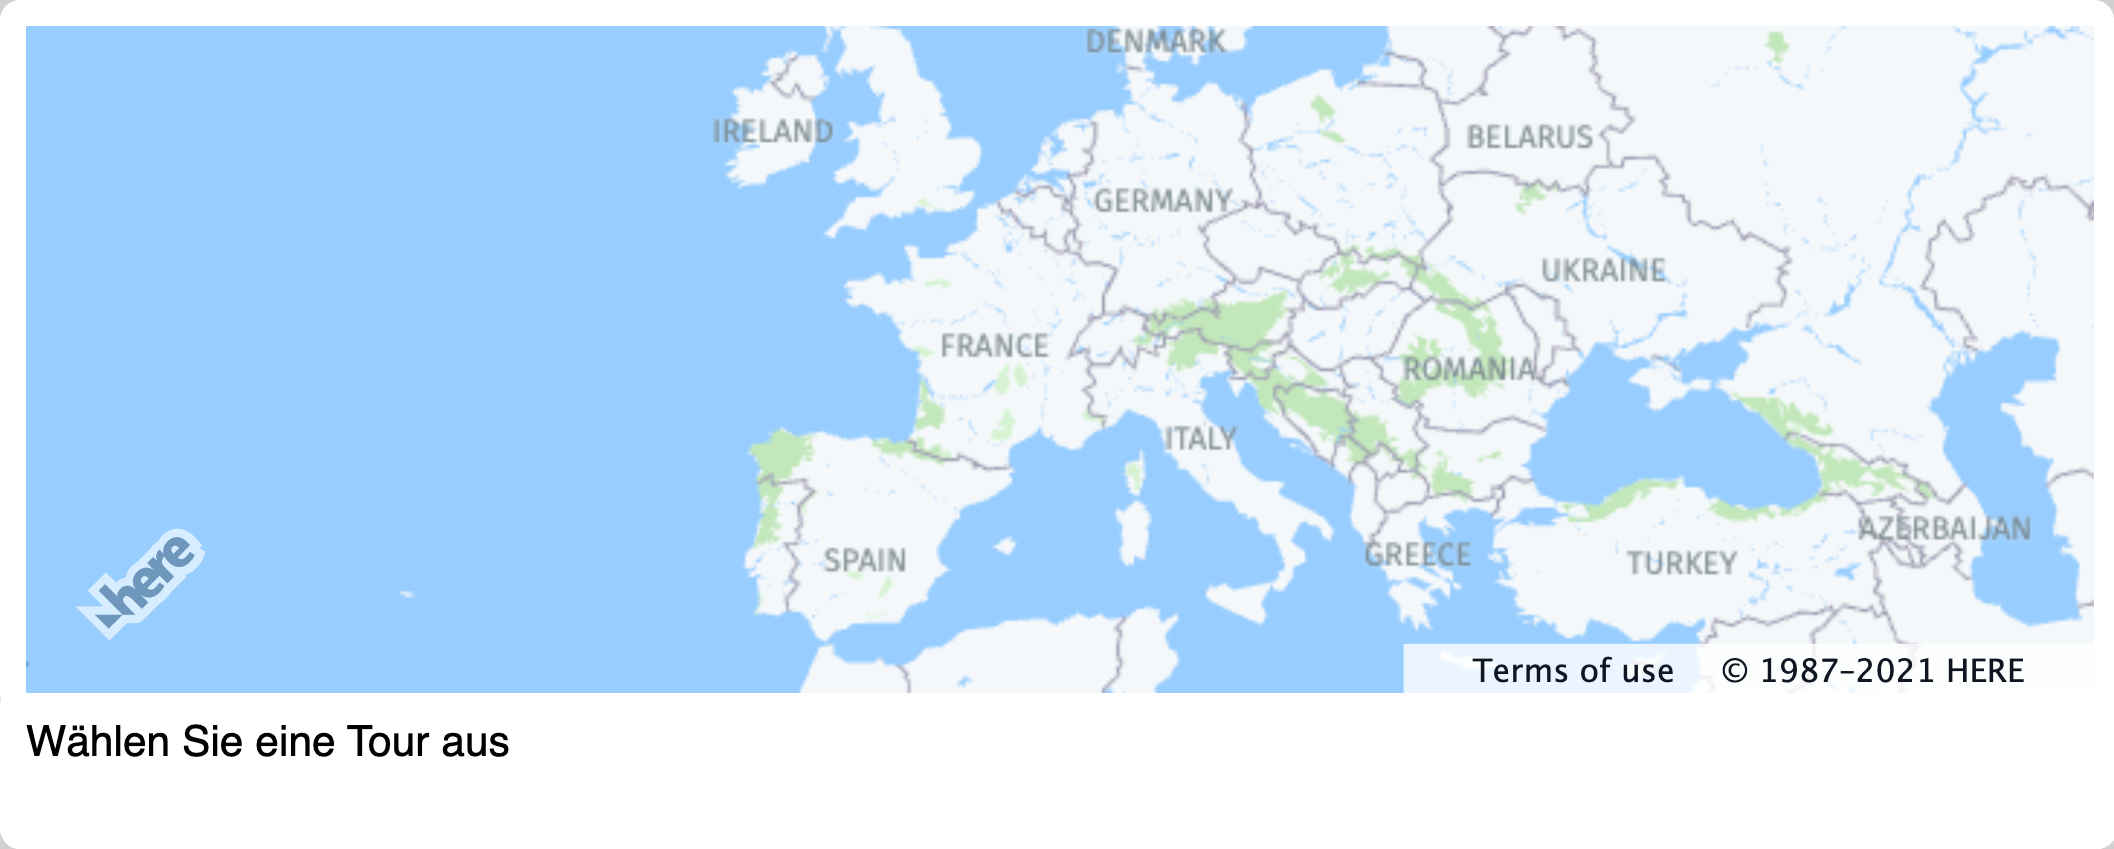 DENMARK
IRELAND
BELARUS
GERMANY
UKRAINE
FRANCE
ROMANIA
ITALY
AZERBAIJAN
GREECE
SPAIN
TURKEY
here
Terms of use © 1987-2021 HERE
Wählen Sie eine Tour aus